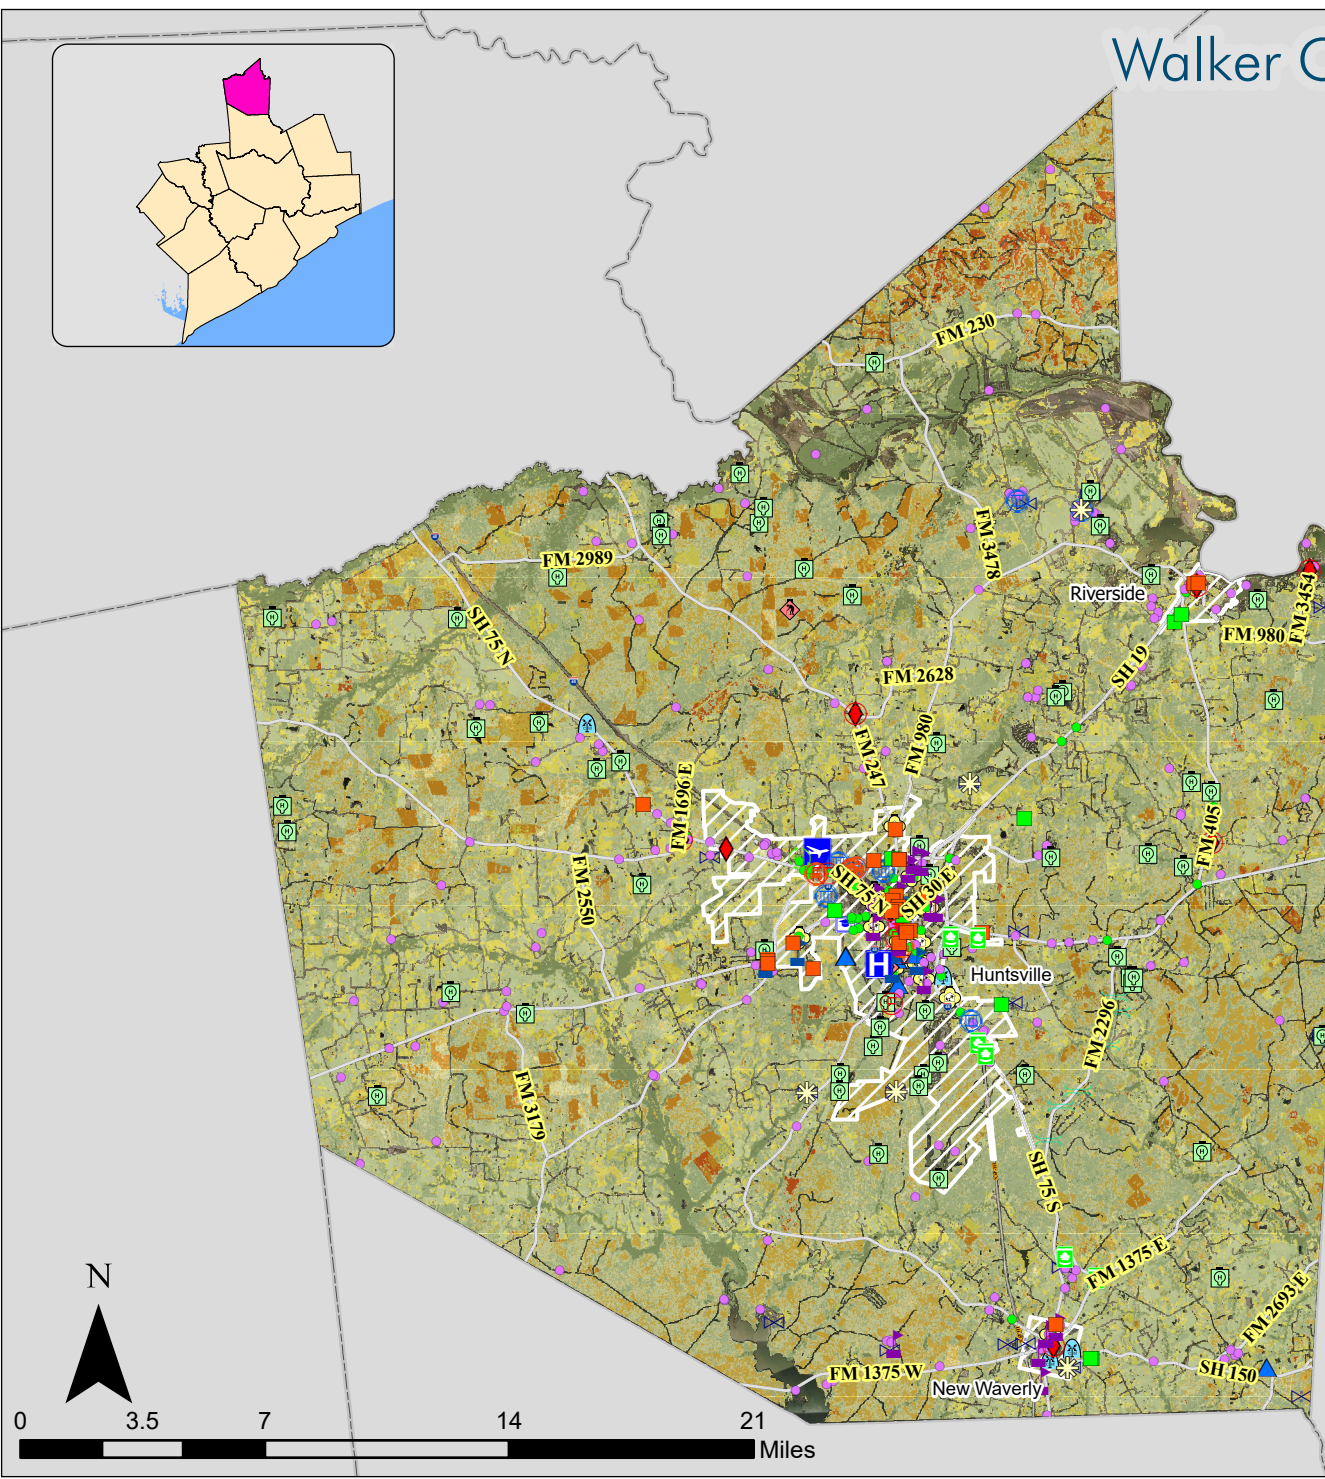 Walker C
FM 230
FM 3478
FM 2989
Riverside
FM 3454
SH 75 N
FM 980
SH 19
FM 2628
FM 980
FM 247
FM 1696 E
FM 405
FM 2550
SH 75 N
SH 30 E
H
Huntsville
FM 2296
FM 3179
SH 75 S
FM 1375 E
FM 2693 E
N
FM 1375 W
SH 150
New Waverly
0 3.5 7 14 21
Miles